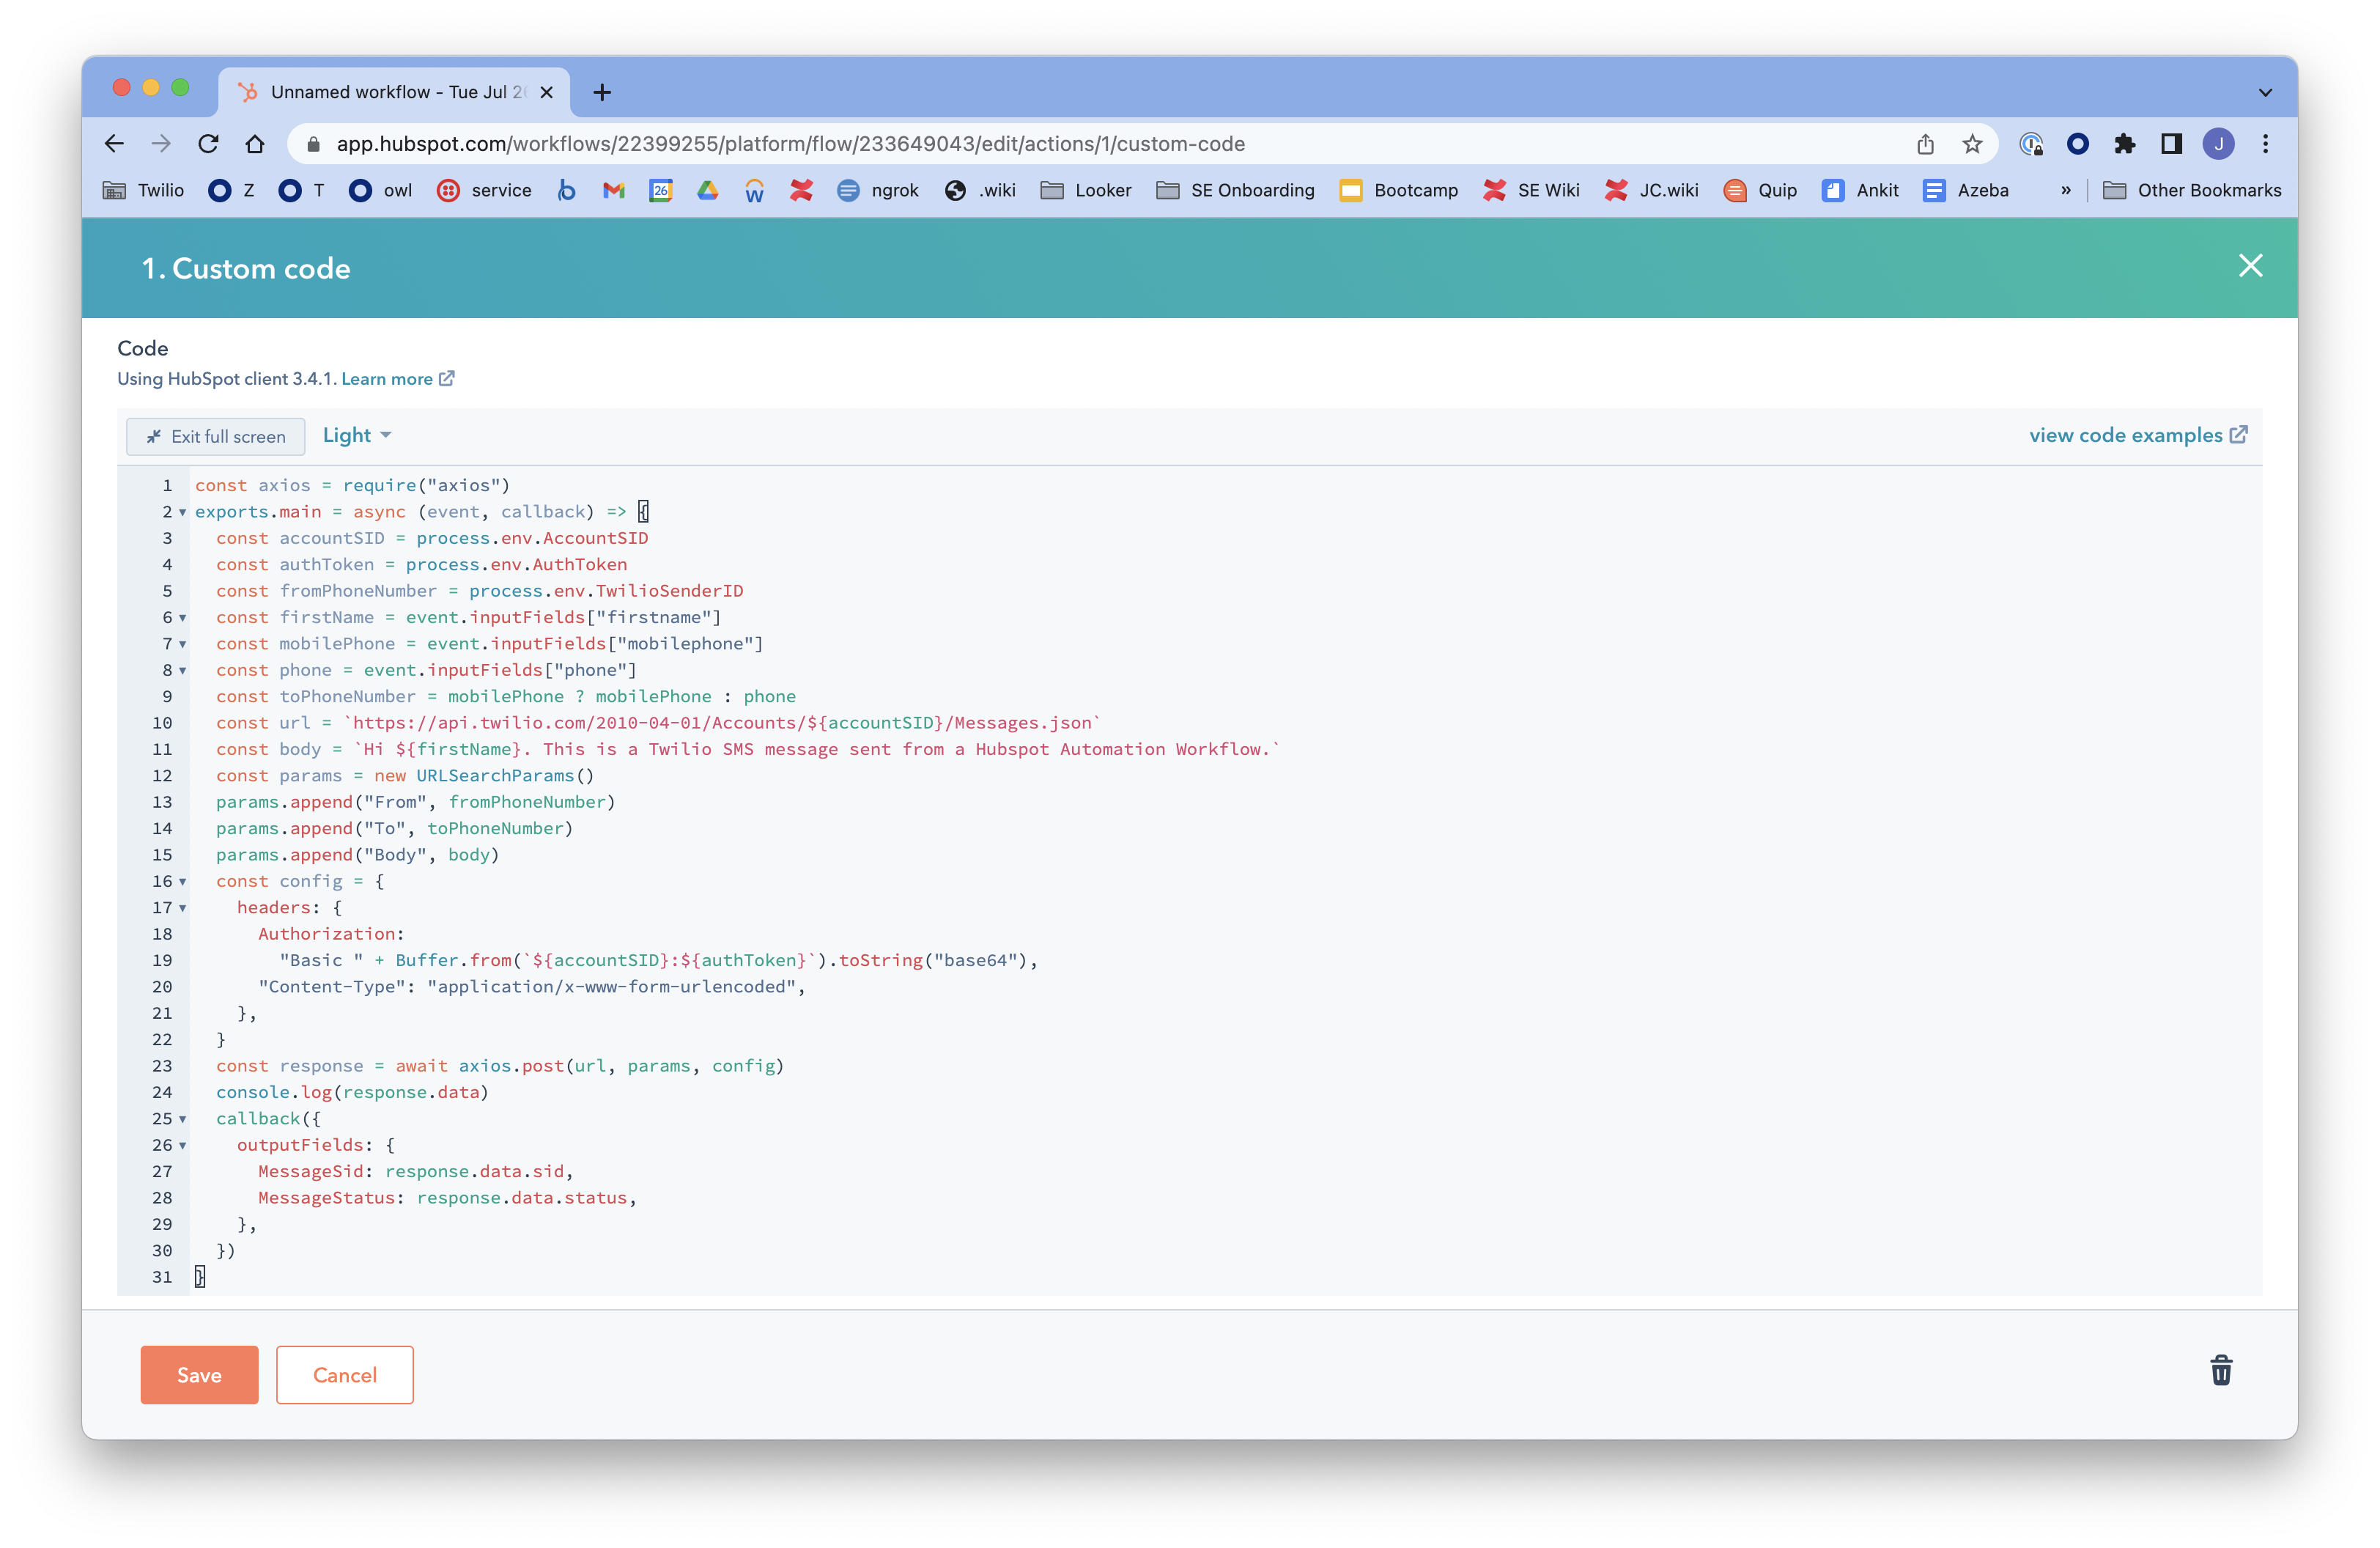 Unnamed workflow - Tue Jul 26
app.hubspot.com/workflows/22399255/platform/flow/233649043/edit/actions/1/custom-code
J
Twilio Z T owl service 26 ngrok .wiki Looker SE Onboarding Bootcamp SE Wiki JC.wiki Quip Ankit Azeba » Other Bookmarks
1. Custom code
Code
Using HubSpot client 3.4.1. Learn more
Exit full screen Light view code examples
1 const axios = require("axios")
2 exports.main = async (event, callback) => {
3 const accountSID = process.env.AccountSID
4 const authToken = process.env.AuthToken
5 const fromPhoneNumber = process.env.TwilioSenderID
6 const firstName = event.inputFields["firstname"]
7 const mobilePhone = event.inputFields["mobilephone"]
8 const phone = event.inputFields["phone"]
9 const toPhoneNumber = mobilePhone ? mobilePhone : phone
10 const url = `https://api.twilio.com/2010-04-01/Accounts/${accountSID}/Messages.json`
11 const body = `Hi ${firstName}. This is a Twilio SMS message sent from a Hubspot Automation Workflow.`
12 const params = new URLSearchParams()
13 params.append("From", fromPhoneNumber)
14 params.append("To", toPhoneNumber)
15 params.append("Body", body)
16 const config = {
17 headers: {
18 Authorization:
19 "Basic " + Buffer.from(`${accountSID}:${authToken}`).toString("base64"),
20 "Content-Type": "application/x-www-form-urlencoded",
21 },
22 }
23 const response = await axios.post(url, params, config)
24 console.log(response.data)
25 callback({
26 outputFields: {
27 MessageSid: response.data.sid,
28 MessageStatus: response.data.status,
29 },
30 })
31 }
Save Cancel